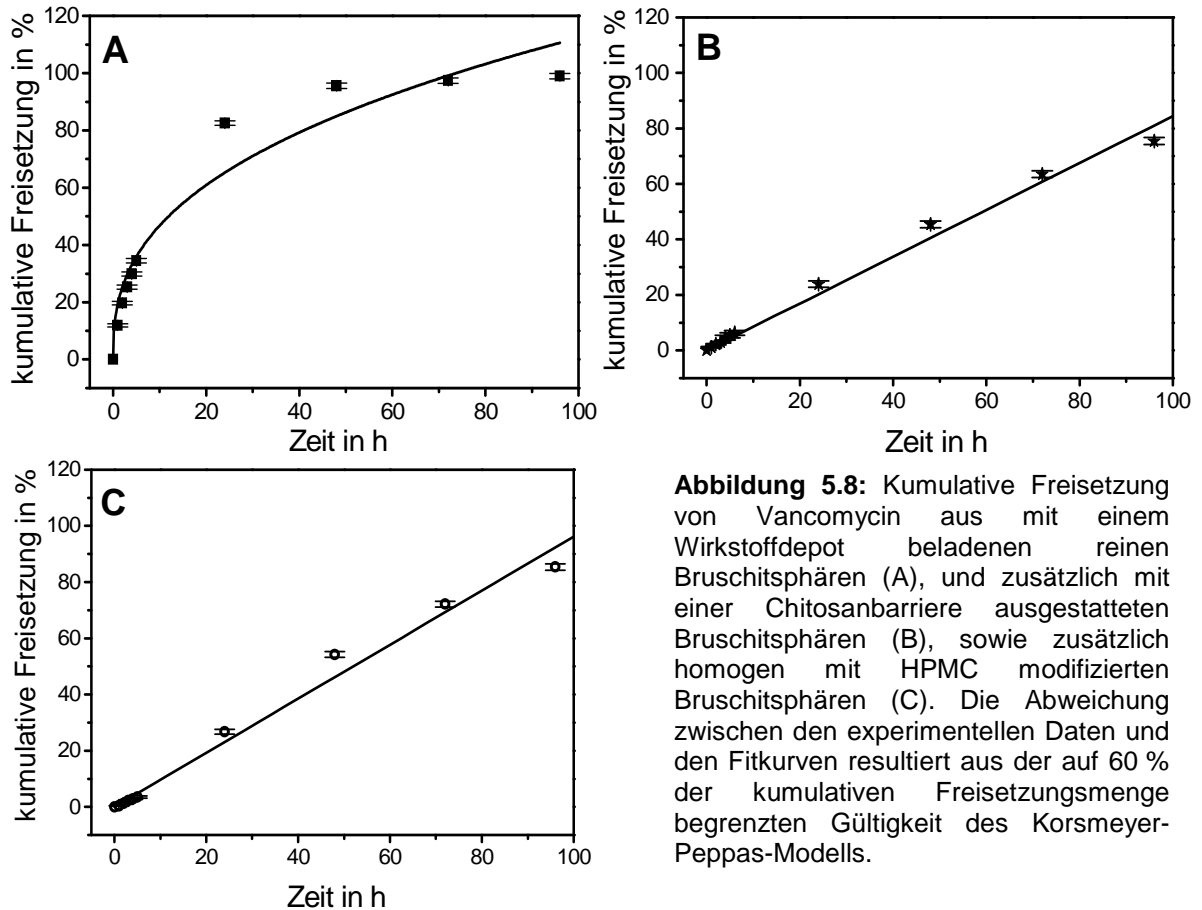 A
kumulative Freisetzung in %
120
100
80
60
40
20
0
0 20 40 60 80 100
Zeit in h
B
kumulative Freisetzung in %
120
100
80
60
40
20
0
0 20 40 60 80 100
Zeit in h
C
kumulative Freisetzung in %
120
100
80
60
40
20
0
0 20 40 60 80 100
Zeit in h
Abbildung 5.8: Kumulative Freisetzung
von Vancomycin aus mit einem
Wirkstoffdepot beladenen reinen
Bruschitsphären (A), und zusätzlich mit
einer Chitosanbarriere ausgestatteten
Bruschitsphären (B), sowie zusätzlich
homogen mit HPMC modifizierten
Bruschitsphären (C). Die Abweichung
zwischen den experimentellen Daten und
den Fitkurven resultiert aus der auf 60 %
der kumulativen Freisetzungsmenge
begrenzten Gültigkeit des Korsmeyer-
Peppas-Modells.